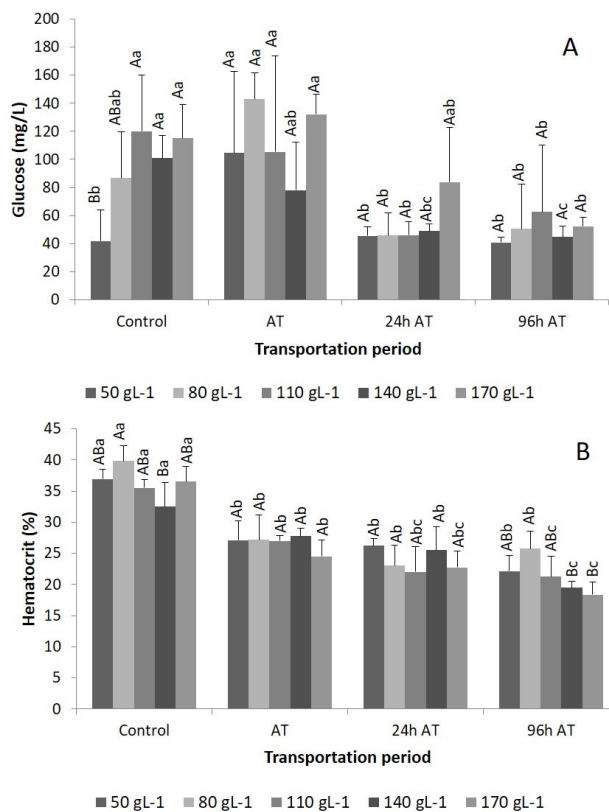 A
Glucose (mg/L)
200
180
160
140
120
100
80
60
40
20
0
Bb ABab Aa Aa Aa
Aa Aa Aa Aab Aa
Ab Ab Ab Abc Aab
Ab Ab Ab Ac Ab
Control AT 24h AT 96h AT
Transportation period
50 gL-1 80 gL-1 110 gL-1 140 gL-1 170 gL-1
B
Hematocrit (%)
45
40
35
30
25
20
15
10
5
0
ABa Aa ABa Ba ABa
Ab Ab Ab Ab Ab
Ab Ab Abc Ab Abc
ABb Ab ABc Bc Bc
Control AT 24h AT 96h AT
Transportation period
50 gL-1 80 gL-1 110 gL-1 140 gL-1 170 gL-1